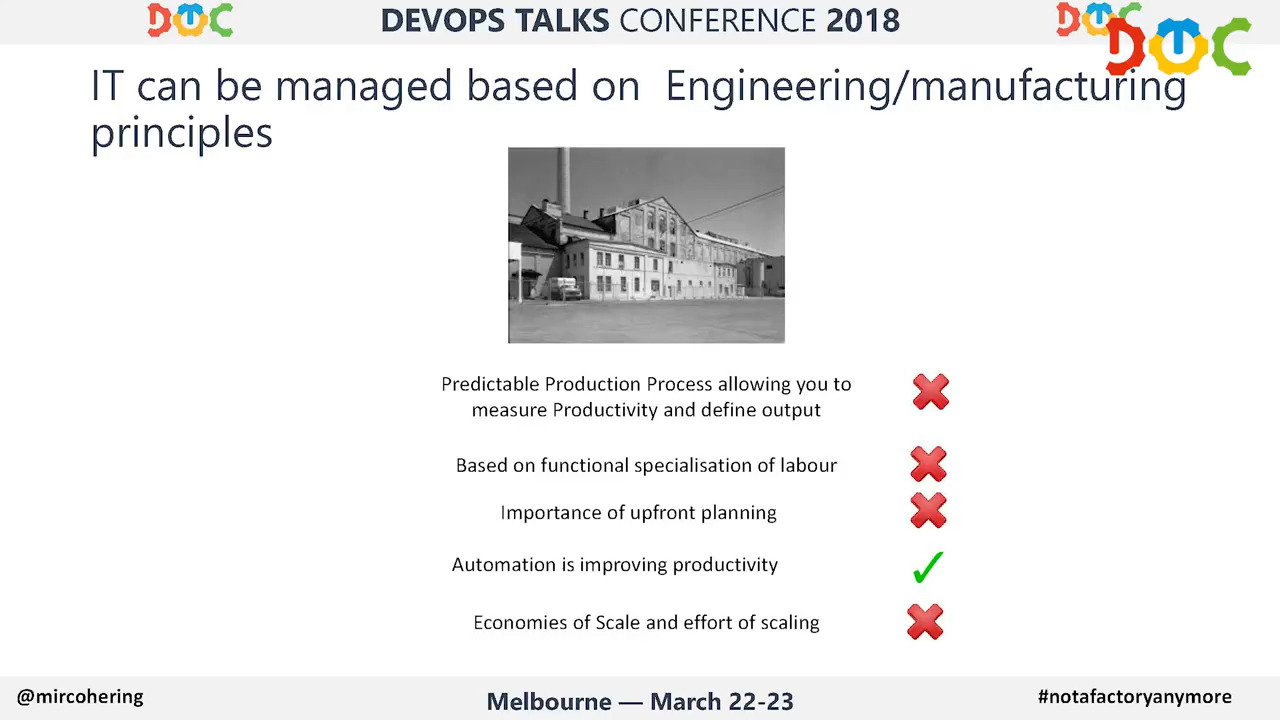 DEVOPS TALKS CONFERENCE 2018
DOC
DOC
DOC
IT can be managed based on Engineering/manufacturing
principles
Predictable Production Process allowing you to
measure Productivity and define output
Based on functional specialisation of labour
Importance of upfront planning
Automation is improving productivity
Economies of Scale and effort of scaling
@mircohering
Melbourne — March 22-23
#notafactoryanymore